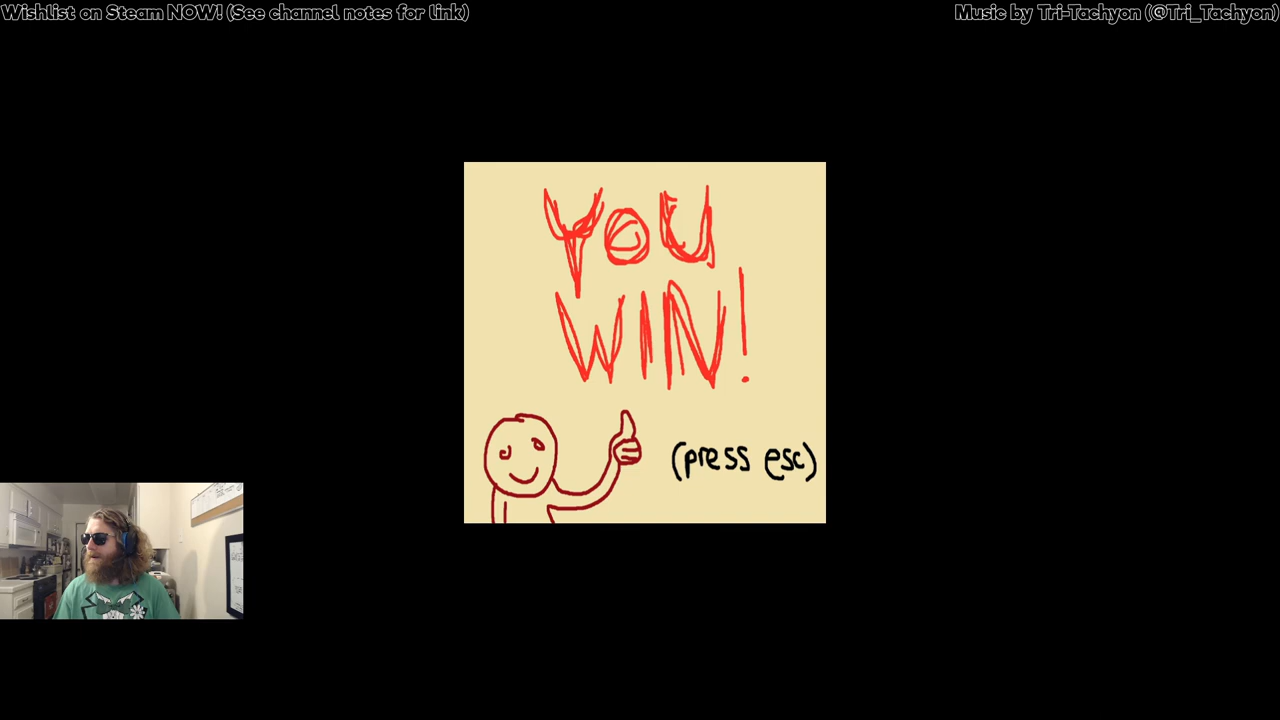 Wishlist on Steam NOW! (See channel notes for link)
Music by Tri-Tachyon (@Tri_Tachyon)
YOU
WIN!
(press esc)